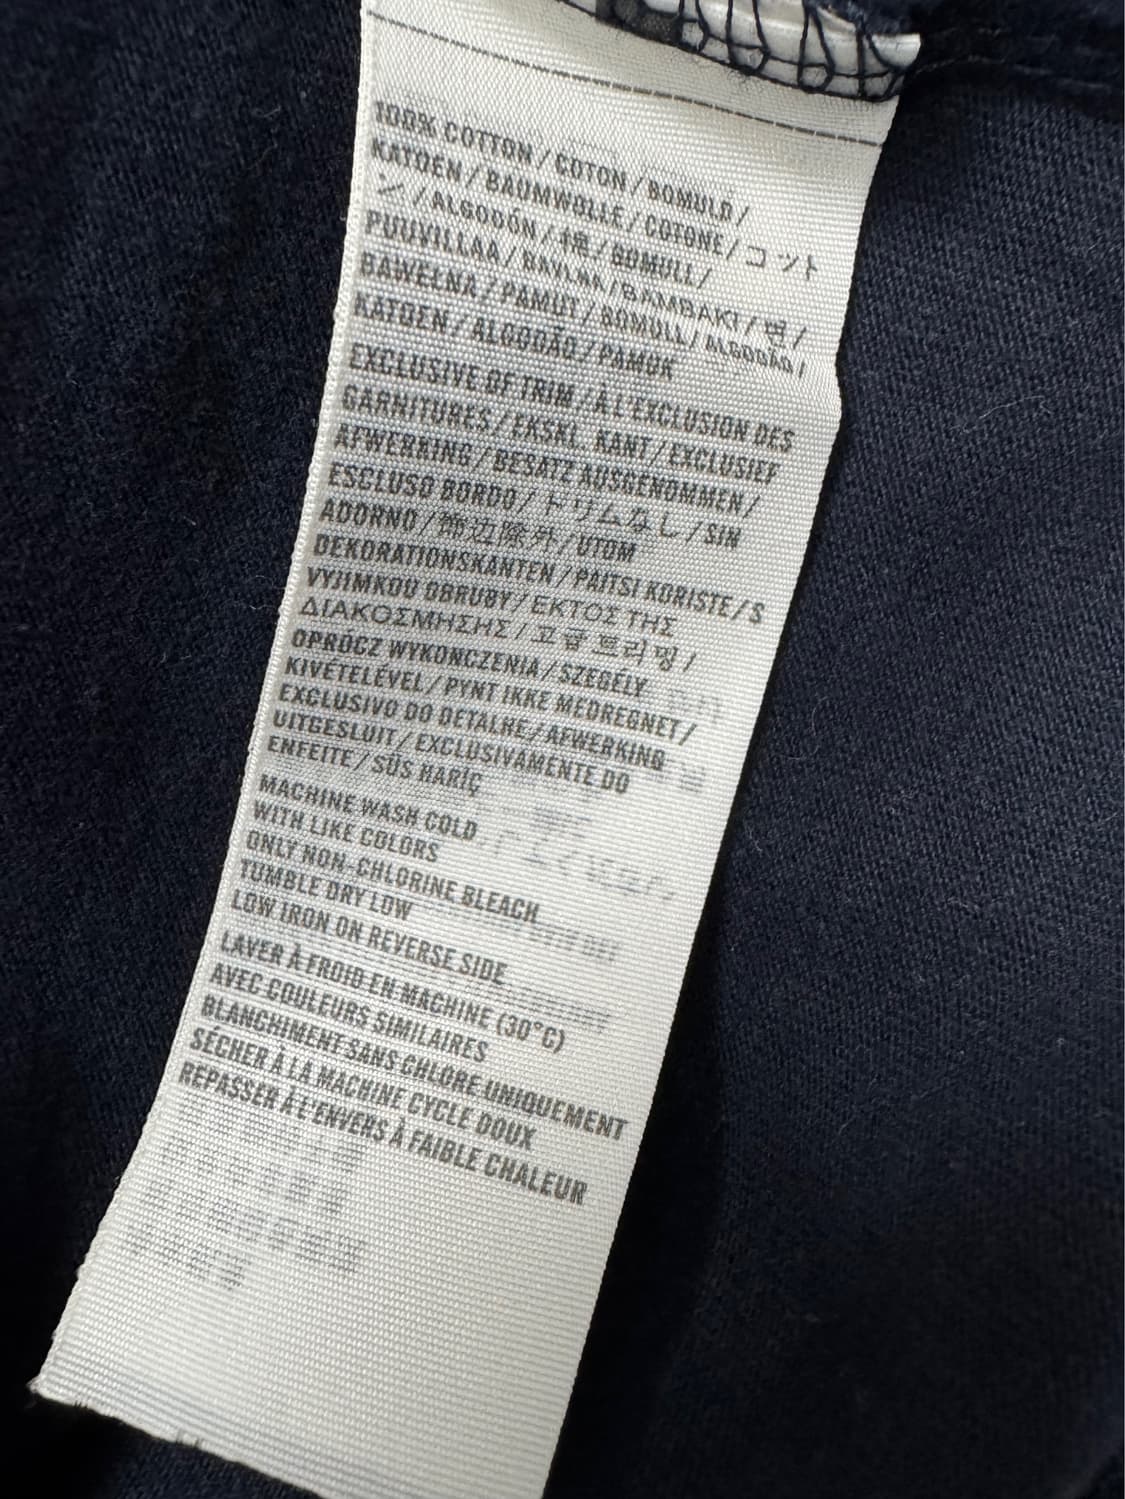 100% COTTON / COTON / BOMULD /
KATOEN / BAUMWOLLE / COTONE / コット
ン / ALGODÓN / 棉 / BOMULL /
PUUVILLAA / BAVLNA / BAMBAKI / 면 /
BAWEŁNA / PAMUT / BOMULL / ALGODÃO /
KATOEN / ALGODÃO / PAMUK
EXCLUSIVE OF TRIM / À L'EXCLUSION DES
GARNITURES / EKSKL. KANT / EXCLUSIEF
AFWERKING / BESATZ AUSGENOMMEN /
ESCLUSO BORDO / トリムなし / SIN
ADORNO / 饰边除外 / UTOM
DEKORATIONSKANTEN / PAITSI KORISTE / S
VYJIMKOU OBRUBY / ΕΚΤΟΣ ΤΗΣ
ΔΙΑΚΟΣΜΗΣΗΣ / 고급 트리밍 /
OPRÓCZ WYKOŃCZENIA / SZEGÉLY
KIVÉTELÉVEL / PYNT IKKE MEDREGNET /
EXCLUSIVO DO DETALHE / AFWERKING
UITGESLUIT / EXCLUSIVAMENTE DO
ENFEITE / SÜS HARİÇ
MACHINE WASH COLD
WITH LIKE COLORS
ONLY NON-CHLORINE BLEACH
TUMBLE DRY LOW
LOW IRON ON REVERSE SIDE
LAVER À FROID EN MACHINE (30°C)
AVEC COULEURS SIMILAIRES
BLANCHIMENT SANS CHLORE UNIQUEMENT
SÉCHER À LA MACHINE CYCLE DOUX
REPASSER À L'ENVERS À FAIBLE CHALEUR